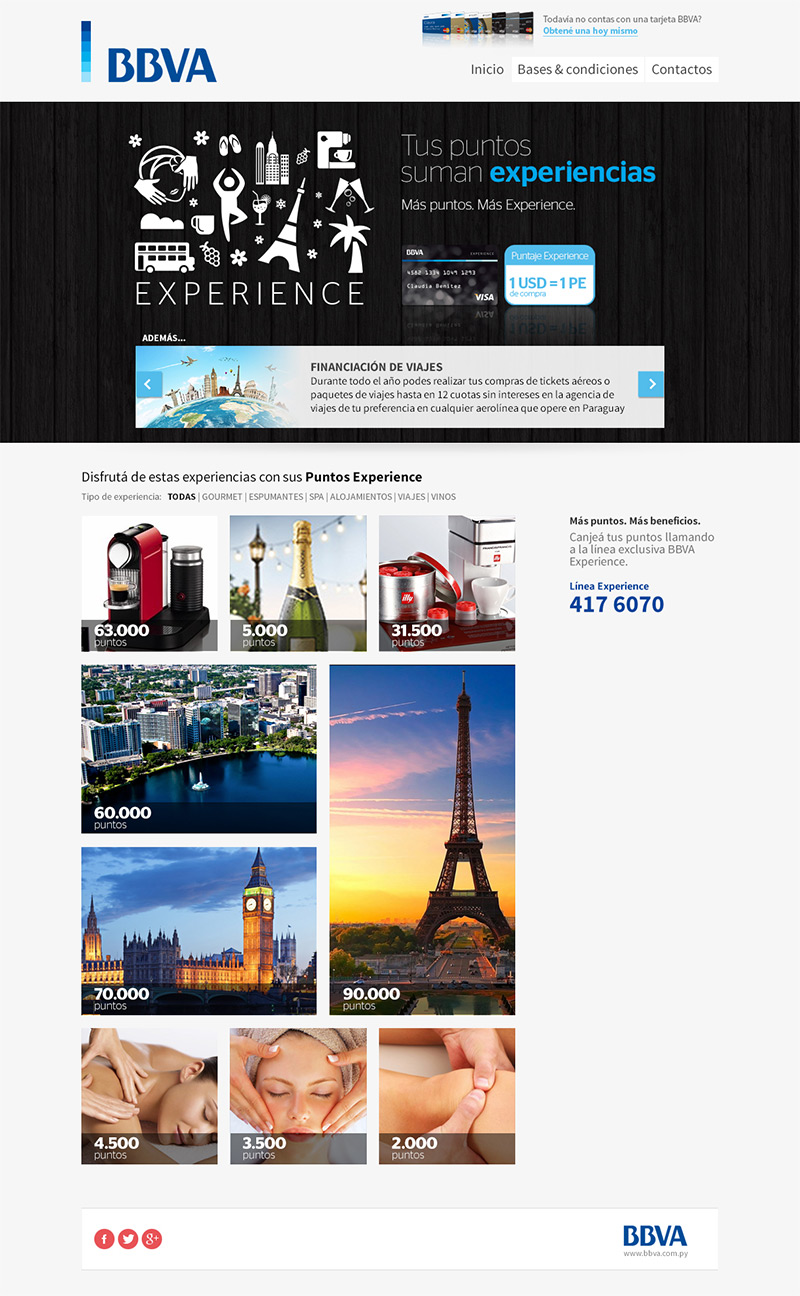 BBVA
Todavía no contas con una tarjeta BBVA?
Obtené una hoy mismo
Inicio
Bases & condiciones
Contactos
EXPERIENCE
Tus puntos
suman experiencias
Más puntos. Más Experience.
BBVA
EXPERIENCE
4562 1334 1049 1293
Claudia Benitez
VISA
Puntaje Experience
1 USD = 1 PE
de compra
ADEMÁS...
FINANCIACIÓN DE VIAJES
Durante todo el año podes realizar tus compras de tickets aéreos o
paquetes de viajes hasta en 12 cuotas sin intereses en la agencia de
viajes de tu preferencia en cualquier aerolínea que opere en Paraguay
Disfrutá de estas experiencias con sus Puntos Experience
Tipo de experiencia: TODAS | GOURMET | ESPUMANTES | SPA | ALOJAMIENTOS | VIAJES | VINOS
63.000
puntos
CHANDON
5.000
puntos
illy
illy
31.500
puntos
Más puntos. Más beneficios.
Canjeá tus puntos llamando
a la línea exclusiva BBVA
Experience.
Línea Experience
417 6070
60.000
puntos
70.000
puntos
90.000
puntos
4.500
puntos
3.500
puntos
2.000
puntos
BBVA
www.bbva.com.py